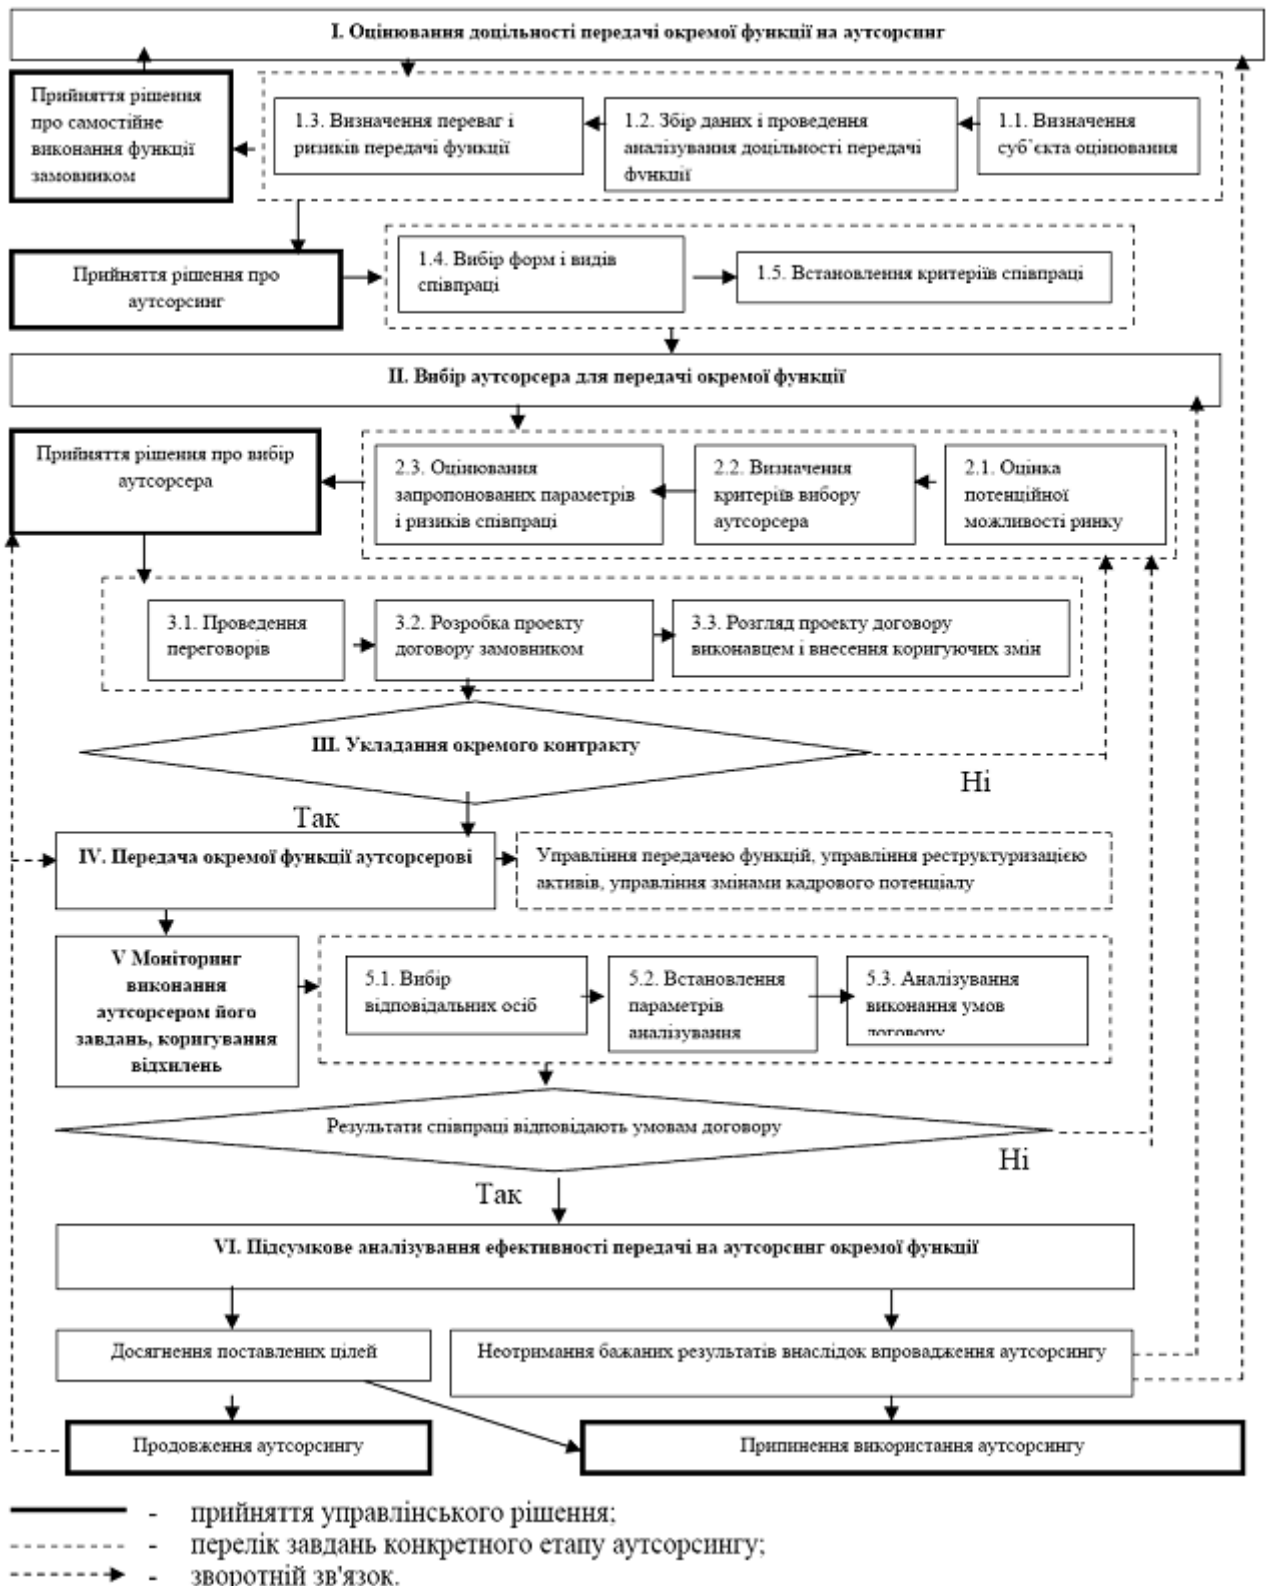 І. Оцінювання доцільності передачі окремої функції на аутсорсинг
Прийняття рішення
про самостійне
виконання функції
замовником
1.3. Визначення переваг і
ризиків передачі функції
1.2. Збір даних і проведення
аналізування доцільності передачі
функції
1.1. Визначення
суб`єкта оцінювання
Прийняття рішення про
аутсорсинг
1.4. Вибір форм і видів
співпраці
1.5. Встановлення критеріїв співпраці
ІІ. Вибір аутсорсера для передачі окремої функції
Прийняття рішення про вибір
аутсорсера
2.3. Оцінювання
запропонованих параметрів
і ризиків співпраці
2.2. Визначення
критеріїв вибору
аутсорсера
2.1. Оцінка
потенційної
можливості ринку
3.1. Проведення
переговорів
3.2. Розробка проекту
договору замовником
3.3. Розгляд проекту договору
виконавцем і внесення коригуючих змін
ІІІ. Укладання окремого контракту
Ні
Так
IV. Передача окремої функції аутсорсерові
Управління передачею функцій, управління реструктуризацією
активів, управління змінами кадрового потенціалу
V Моніторинг
виконання
аутсорсером його
завдань, коригування
відхилень
5.1. Вибір
відповідальних осіб
5.2. Встановлення
параметрів
аналізування
5.3. Аналізування
виконання умов
договору
Результати співпраці відповідають умовам договору
Ні
Так
VI. Підсумкове аналізування ефективності передачі на аутсорсинг окремої функції
Досягнення поставлених цілей
Неотримання бажаних результатів внаслідок впровадження аутсорсингу
Продовження аутсорсингу
Припинення використання аутсорсингу
- прийняття управлінського рішення;
- перелік завдань конкретного етапу аутсорсингу;
- зворотній зв'язок.